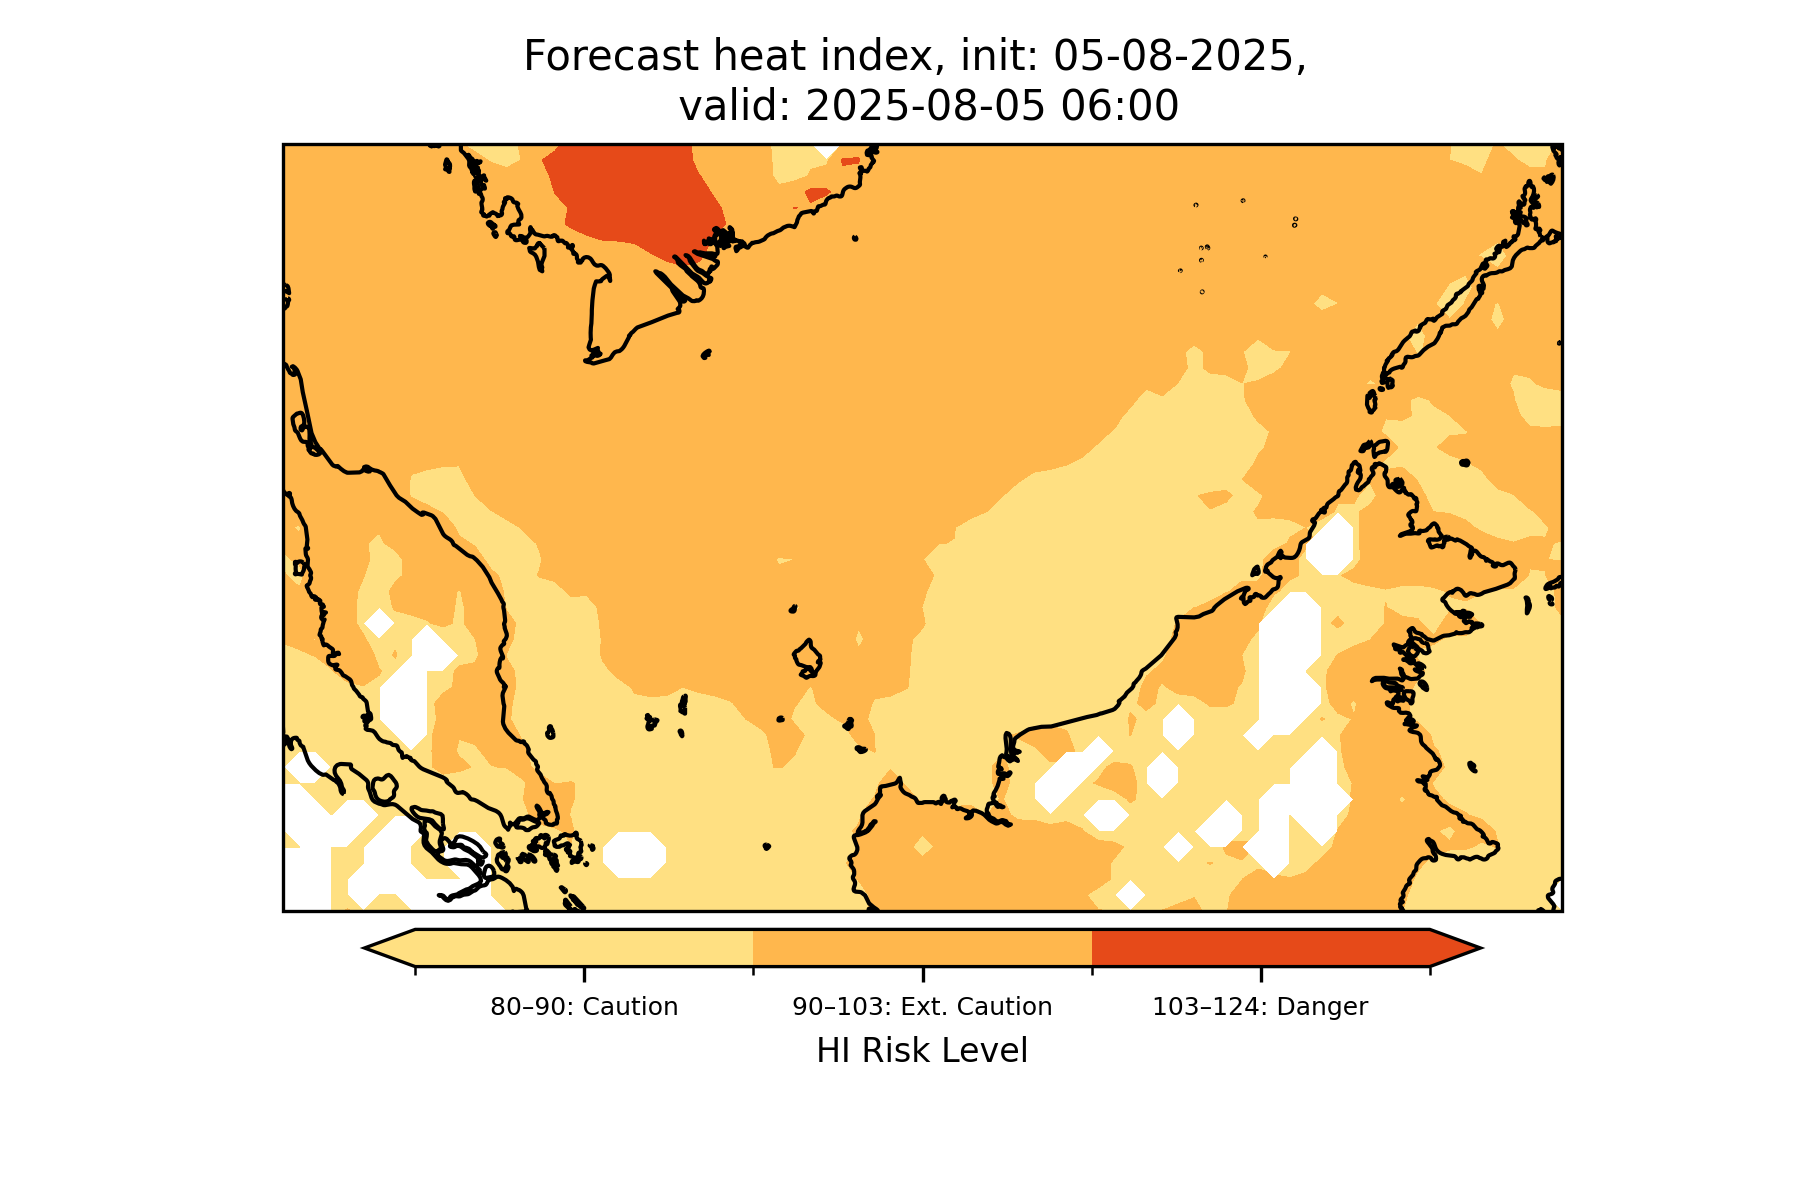 Forecast heat index, init: 05-08-2025,
valid: 2025-08-05 06:00
80–90: Caution
90–103: Ext. Caution
103–124: Danger
HI Risk Level